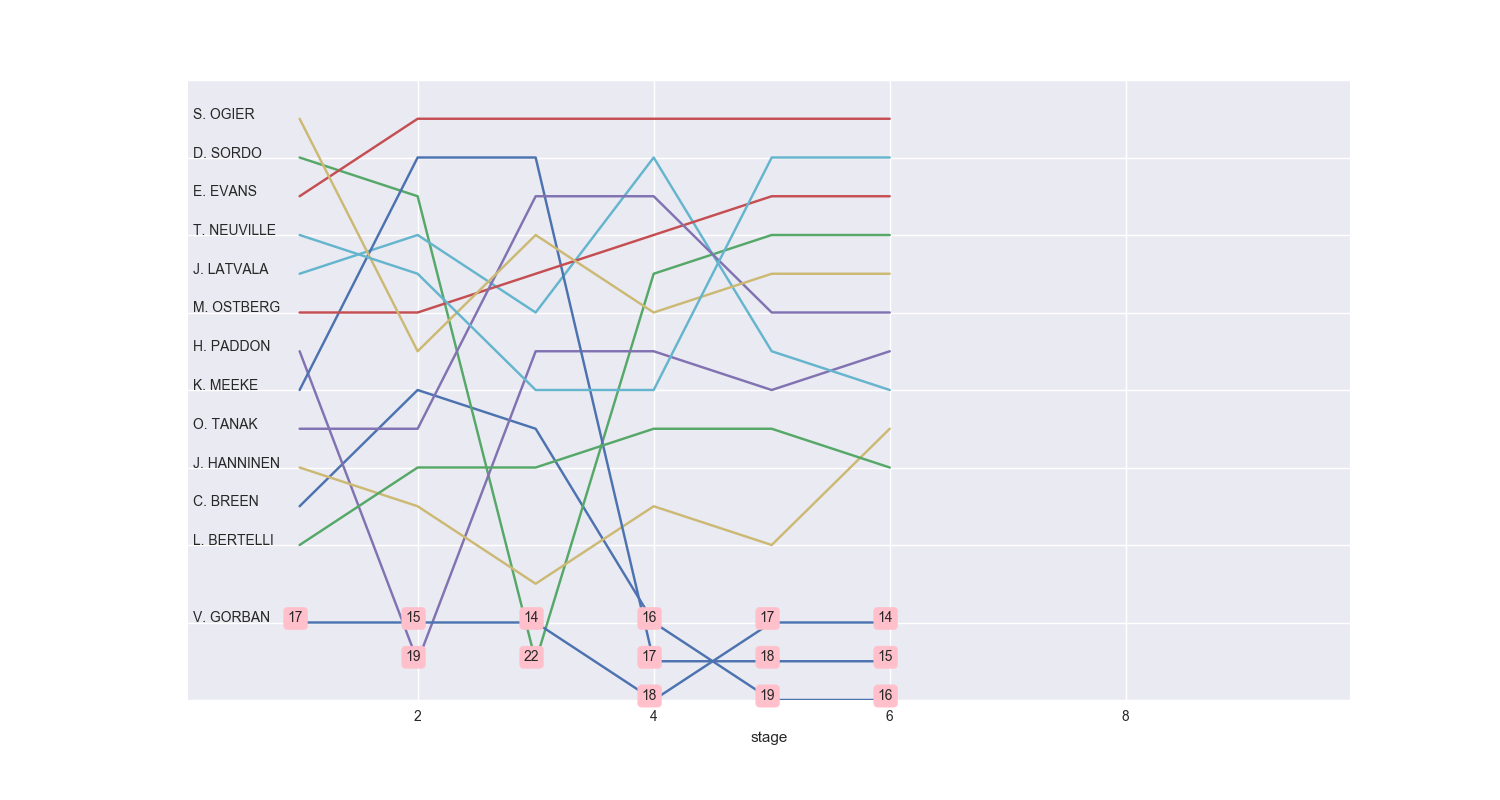 S. OGIER
D. SORDO
E. EVANS
T. NEUVILLE
J. LATVALA
M. OSTBERG
H. PADDON
K. MEEKE
O. TANAK
J. HANNINEN
C. BREEN
L. BERTELLI
V. GORBAN 17 15 14 16 17 14
19 22 17 18 15
18 19 16
2 4 6 8
stage